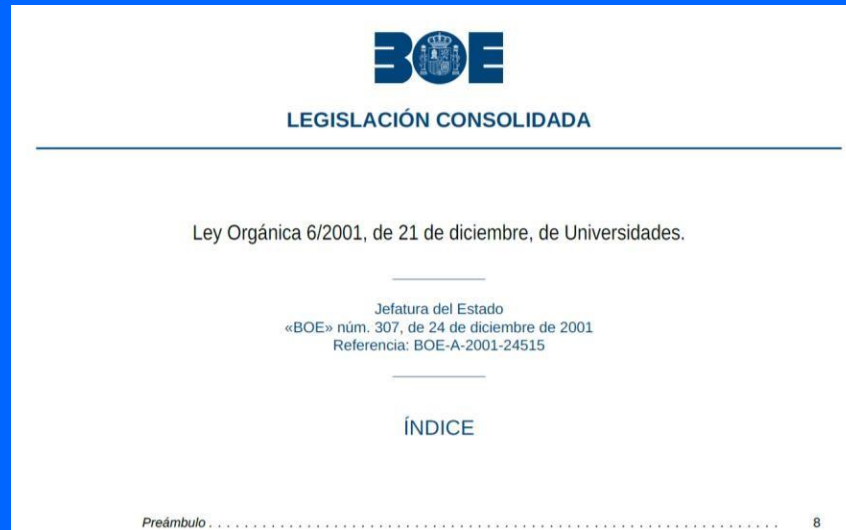 BOE
LEGISLACIÓN CONSOLIDADA
Ley Orgánica 6/2001, de 21 de diciembre, de Universidades.
Jefatura del Estado
«BOE» núm. 307, de 24 de diciembre de 2001
Referencia: BOE-A-2001-24515
ÍNDICE
Preámbulo . . . . . . . . . . . . . . . . . . . . . . . . . . . . . . . . . . . . . . . . . . . . . . . . . . . . . . . . . . . . . . . . 8